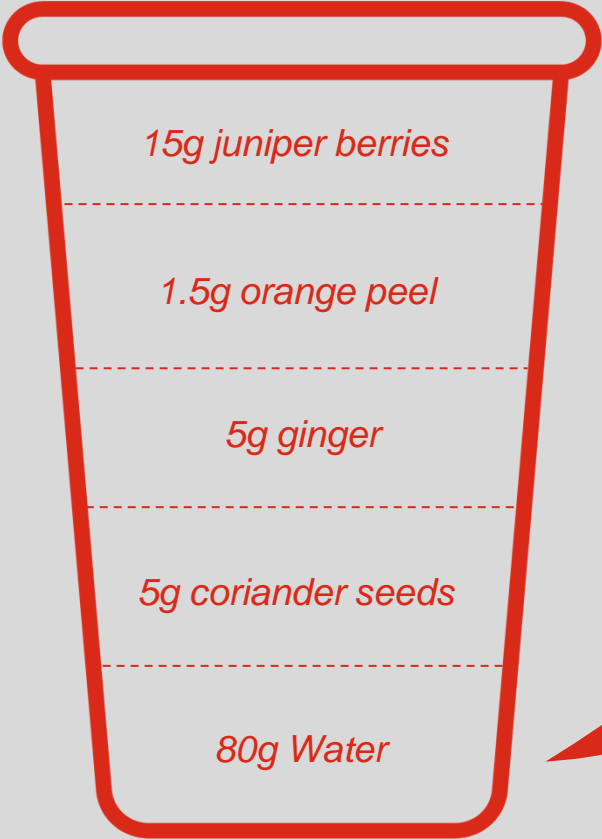 15g juniper berries
1.5g orange peel
5g ginger
5g coriander seeds
80g Water